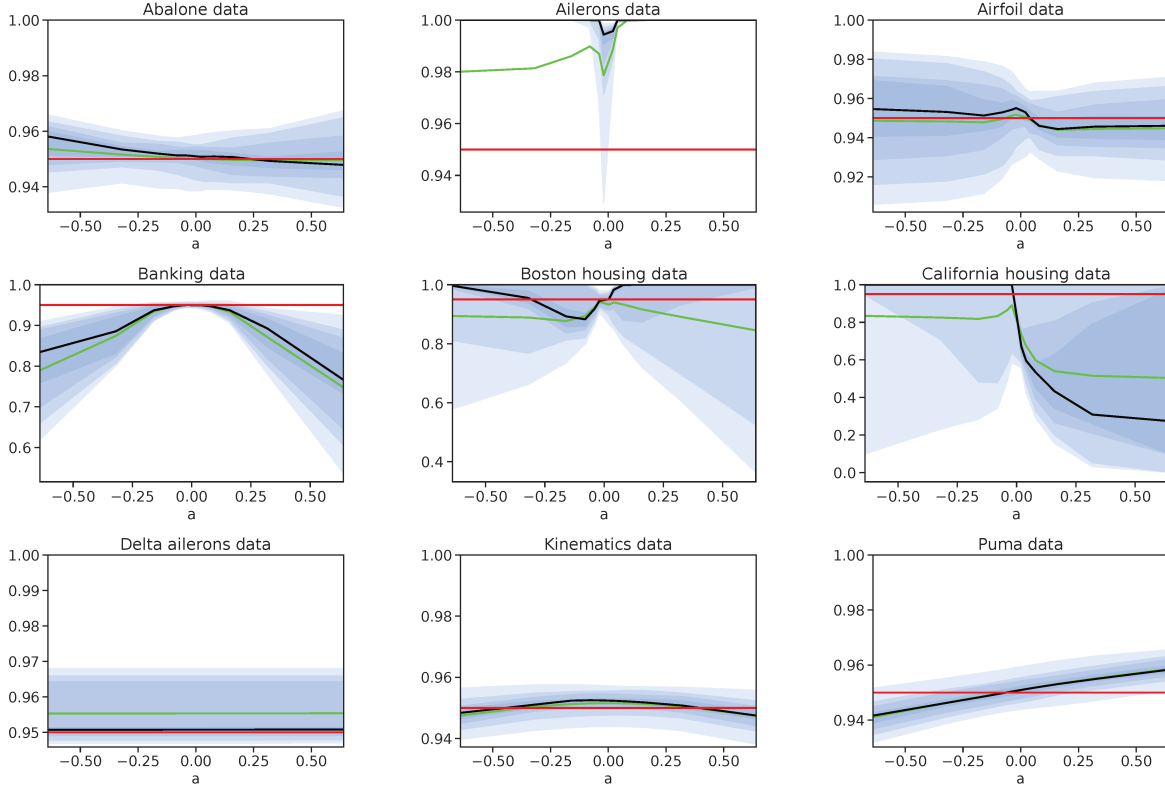 Abalone data
1.00
0.98
0.96
0.94
−0.50 −0.25 0.00 0.25 0.50
a
Ailerons data
1.00
0.98
0.96
0.94
−0.50 −0.25 0.00 0.25 0.50
a
Airfoil data
1.00
0.98
0.96
0.94
0.92
−0.50 −0.25 0.00 0.25 0.50
a
Banking data
1.0
0.9
0.8
0.7
0.6
−0.50 −0.25 0.00 0.25 0.50
a
Boston housing data
1.0
0.8
0.6
0.4
−0.50 −0.25 0.00 0.25 0.50
a
California housing data
1.0
0.8
0.6
0.4
0.2
0.0
−0.50 −0.25 0.00 0.25 0.50
a
Delta ailerons data
1.00
0.99
0.98
0.97
0.96
0.95
−0.50 −0.25 0.00 0.25 0.50
a
Kinematics data
1.00
0.98
0.96
0.94
−0.50 −0.25 0.00 0.25 0.50
a
Puma data
1.00
0.98
0.96
0.94
−0.50 −0.25 0.00 0.25 0.50
a